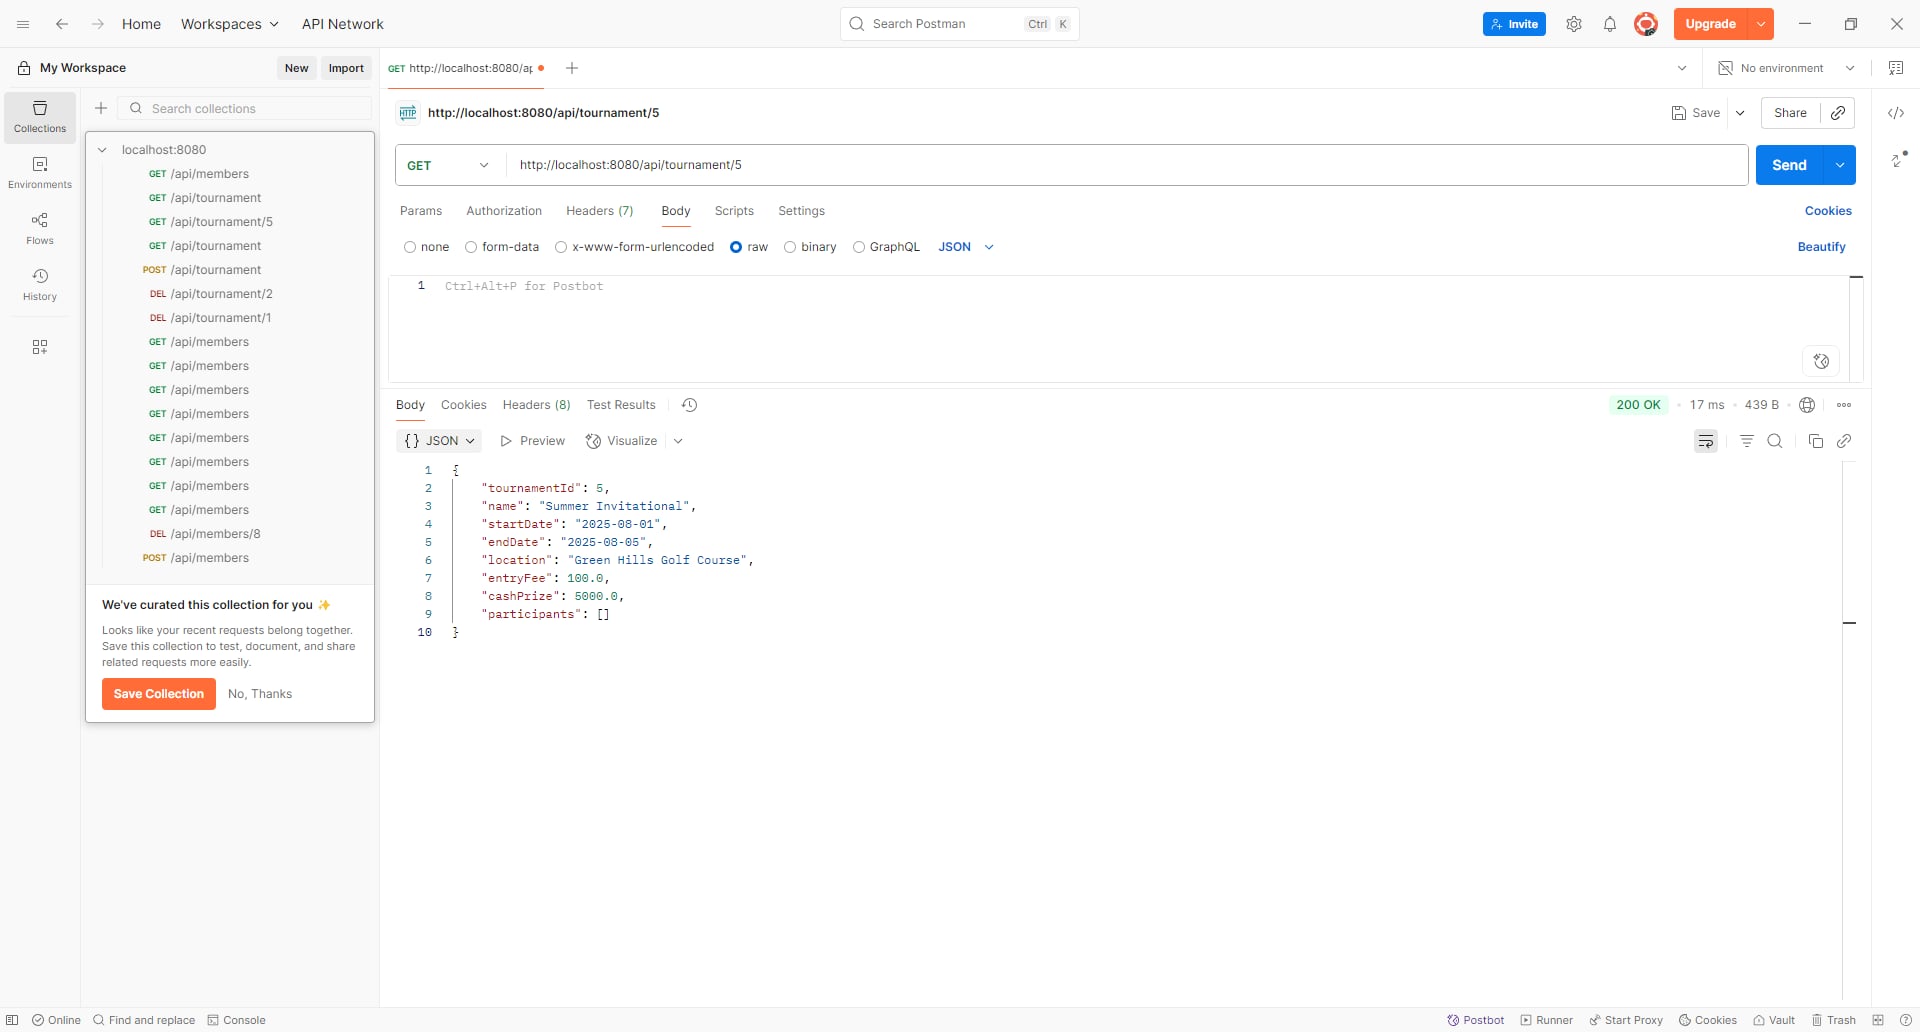 Home Workspaces API Network
Search Postman Ctrl K
Invite
Upgrade
My Workspace
New Import
GET http://localhost:8080/ap
No environment
Collections
Environments
Flows
History
Search collections
localhost:8080
GET /api/members
GET /api/tournament
GET /api/tournament/5
GET /api/tournament
POST /api/tournament
DEL /api/tournament/2
DEL /api/tournament/1
GET /api/members
GET /api/members
GET /api/members
GET /api/members
GET /api/members
GET /api/members
GET /api/members
GET /api/members
DEL /api/members/8
POST /api/members
We've curated this collection for you ✨
Looks like your recent requests belong together.
Save this collection to test, document, and share
related requests more easily.
Save Collection No, Thanks
HTTP http://localhost:8080/api/tournament/5
Save Share
GET http://localhost:8080/api/tournament/5
Send
Params Authorization Headers (7) Body Scripts Settings
Cookies
none form-data x-www-form-urlencoded raw binary GraphQL JSON
Beautify
1 Ctrl+Alt+P for Postbot
Body Cookies Headers (8) Test Results
200 OK • 17 ms • 439 B
{} JSON Preview Visualize
1 {
2 "tournamentId": 5,
3 "name": "Summer Invitational",
4 "startDate": "2025-08-01",
5 "endDate": "2025-08-05",
6 "location": "Green Hills Golf Course",
7 "entryFee": 100.0,
8 "cashPrize": 5000.0,
9 "participants": []
10 }
Online Find and replace Console
Postbot Runner Start Proxy Cookies Vault Trash